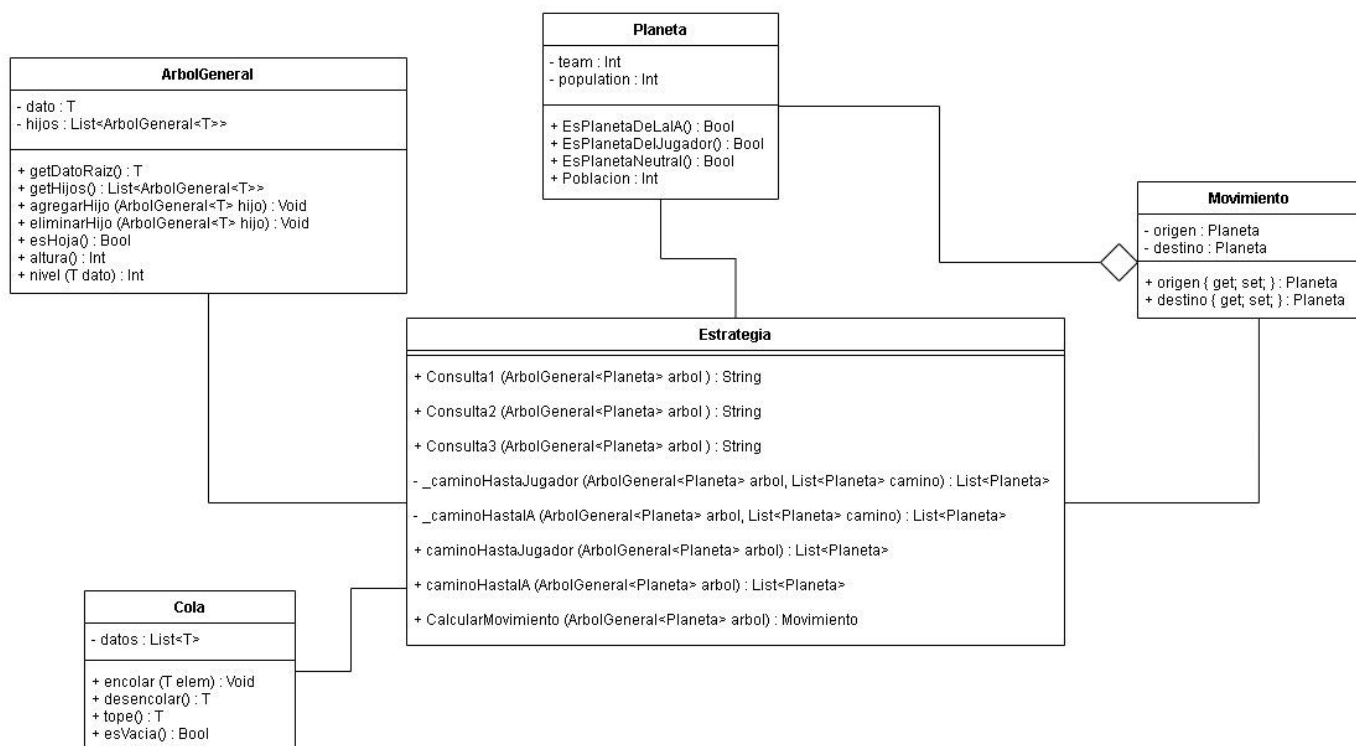 Planeta
- team : Int
- population : Int
+ EsPlanetaDeLaIA() : Bool
+ EsPlanetaDelJugador() : Bool
+ EsPlanetaNeutral() : Bool
+ Poblacion : Int
ArbolGeneral
- dato : T
- hijos : List<ArbolGeneral<T>>
+ getDatoRaiz() : T
+ getHijos() : List<ArbolGeneral<T>>
+ agregarHijo (ArbolGeneral<T> hijo) : Void
+ eliminarHijo (ArbolGeneral<T> hijo) : Void
+ esHoja() : Bool
+ altura() : Int
+ nivel (T dato) : Int
Movimiento
- origen : Planeta
- destino : Planeta
+ origen { get; set; } : Planeta
+ destino { get; set; } : Planeta
Estrategia
+ Consulta1 (ArbolGeneral<Planeta> arbol ) : String
+ Consulta2 (ArbolGeneral<Planeta> arbol ) : String
+ Consulta3 (ArbolGeneral<Planeta> arbol ) : String
- _caminoHastaJugador (ArbolGeneral<Planeta> arbol, List<Planeta> camino) : List<Planeta>
- _caminoHastaIA (ArbolGeneral<Planeta> arbol, List<Planeta> camino) : List<Planeta>
+ caminoHastaJugador (ArbolGeneral<Planeta> arbol) : List<Planeta>
+ caminoHastaIA (ArbolGeneral<Planeta> arbol) : List<Planeta>
+ CalcularMovimiento (ArbolGeneral<Planeta> arbol) : Movimiento
Cola
- datos : List<T>
+ encolar (T elem) : Void
+ desencolar() : T
+ tope() : T
+ esVacia() : Bool